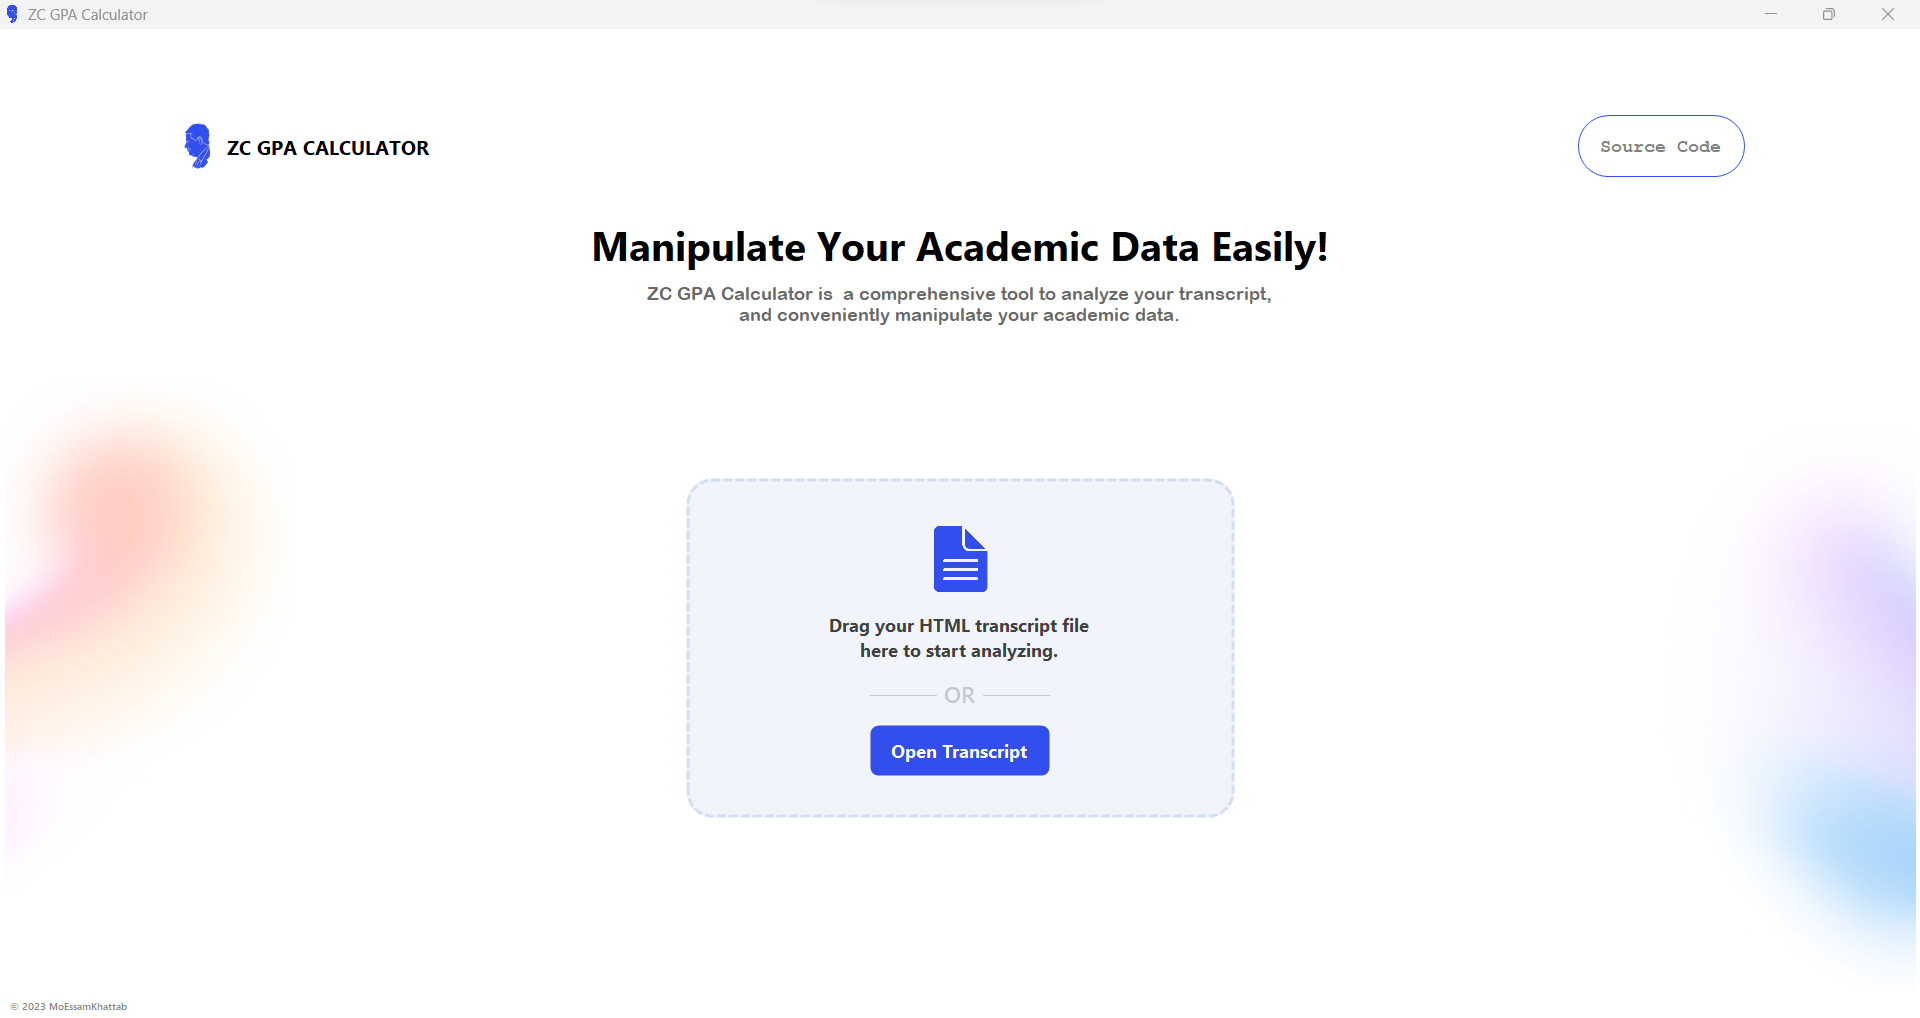 ZC GPA Calculator
ZC GPA CALCULATOR
Source Code
Manipulate Your Academic Data Easily!
ZC GPA Calculator is  a comprehensive tool to analyze your transcript,
and conveniently manipulate your academic data.
Drag your HTML transcript file
here to start analyzing.
OR
Open Transcript
© 2023 MoEssamKhattab